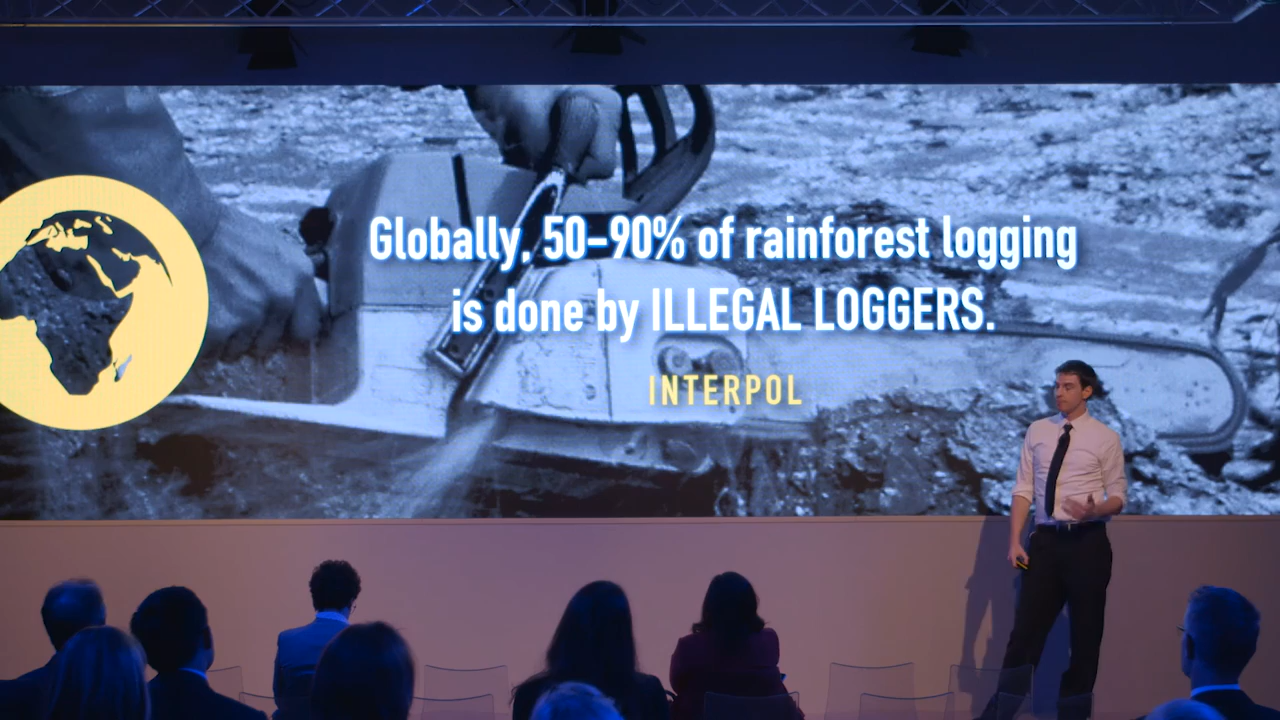 Globally, 50–90% of rainforest logging
is done by ILLEGAL LOGGERS.
INTERPOL